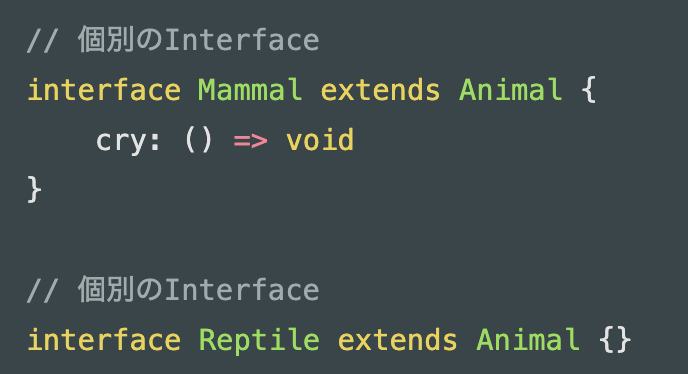 // 個別のInterface
interface Mammal extends Animal {
    cry: () => void
}
// 個別のInterface
interface Reptile extends Animal {}